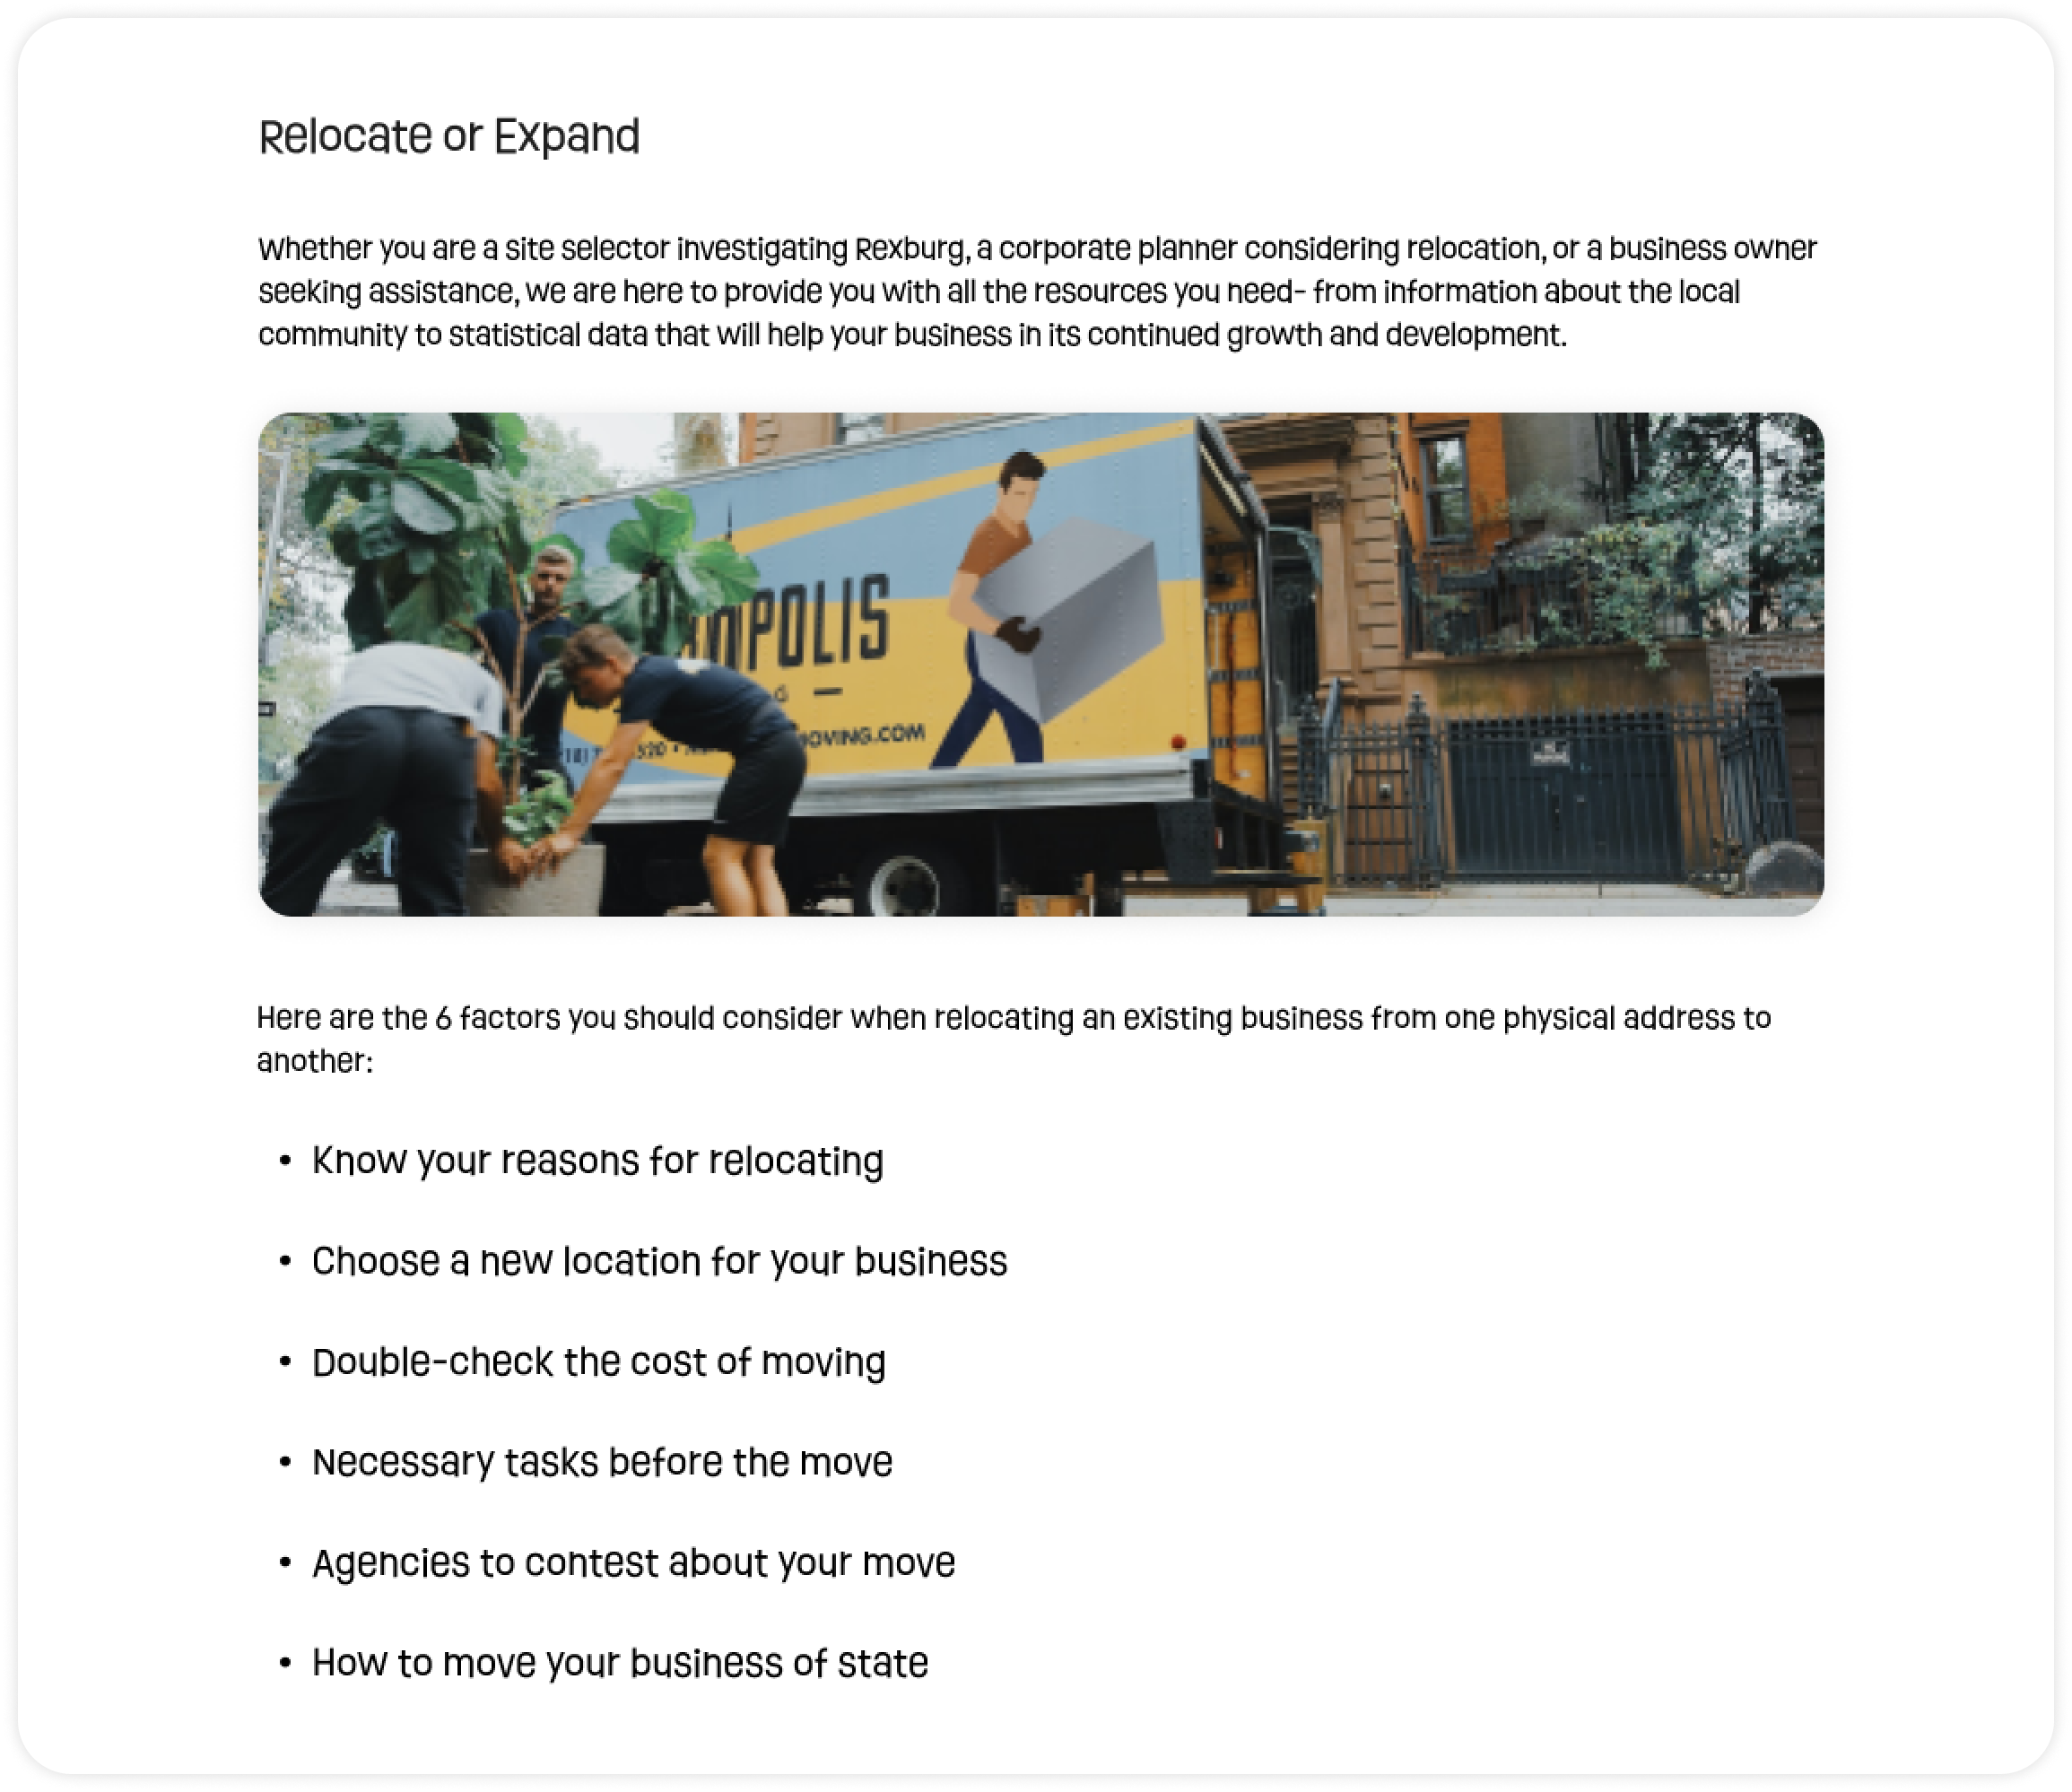 Relocate or Expand
Whether you are a site selector investigating Rexburg, a corporate planner considering relocation, or a business owner
seeking assistance, we are here to provide you with all the resources you need- from information about the local
community to statistical data that will help your business in its continued growth and development.
POLIS
MOVING.COM
Here are the 6 factors you should consider when relocating an existing business from one physical address to
another:
• Know your reasons for relocating
• Choose a new location for your business
• Double-check the cost of moving
• Necessary tasks before the move
• Agencies to contest about your move
• How to move your business of state